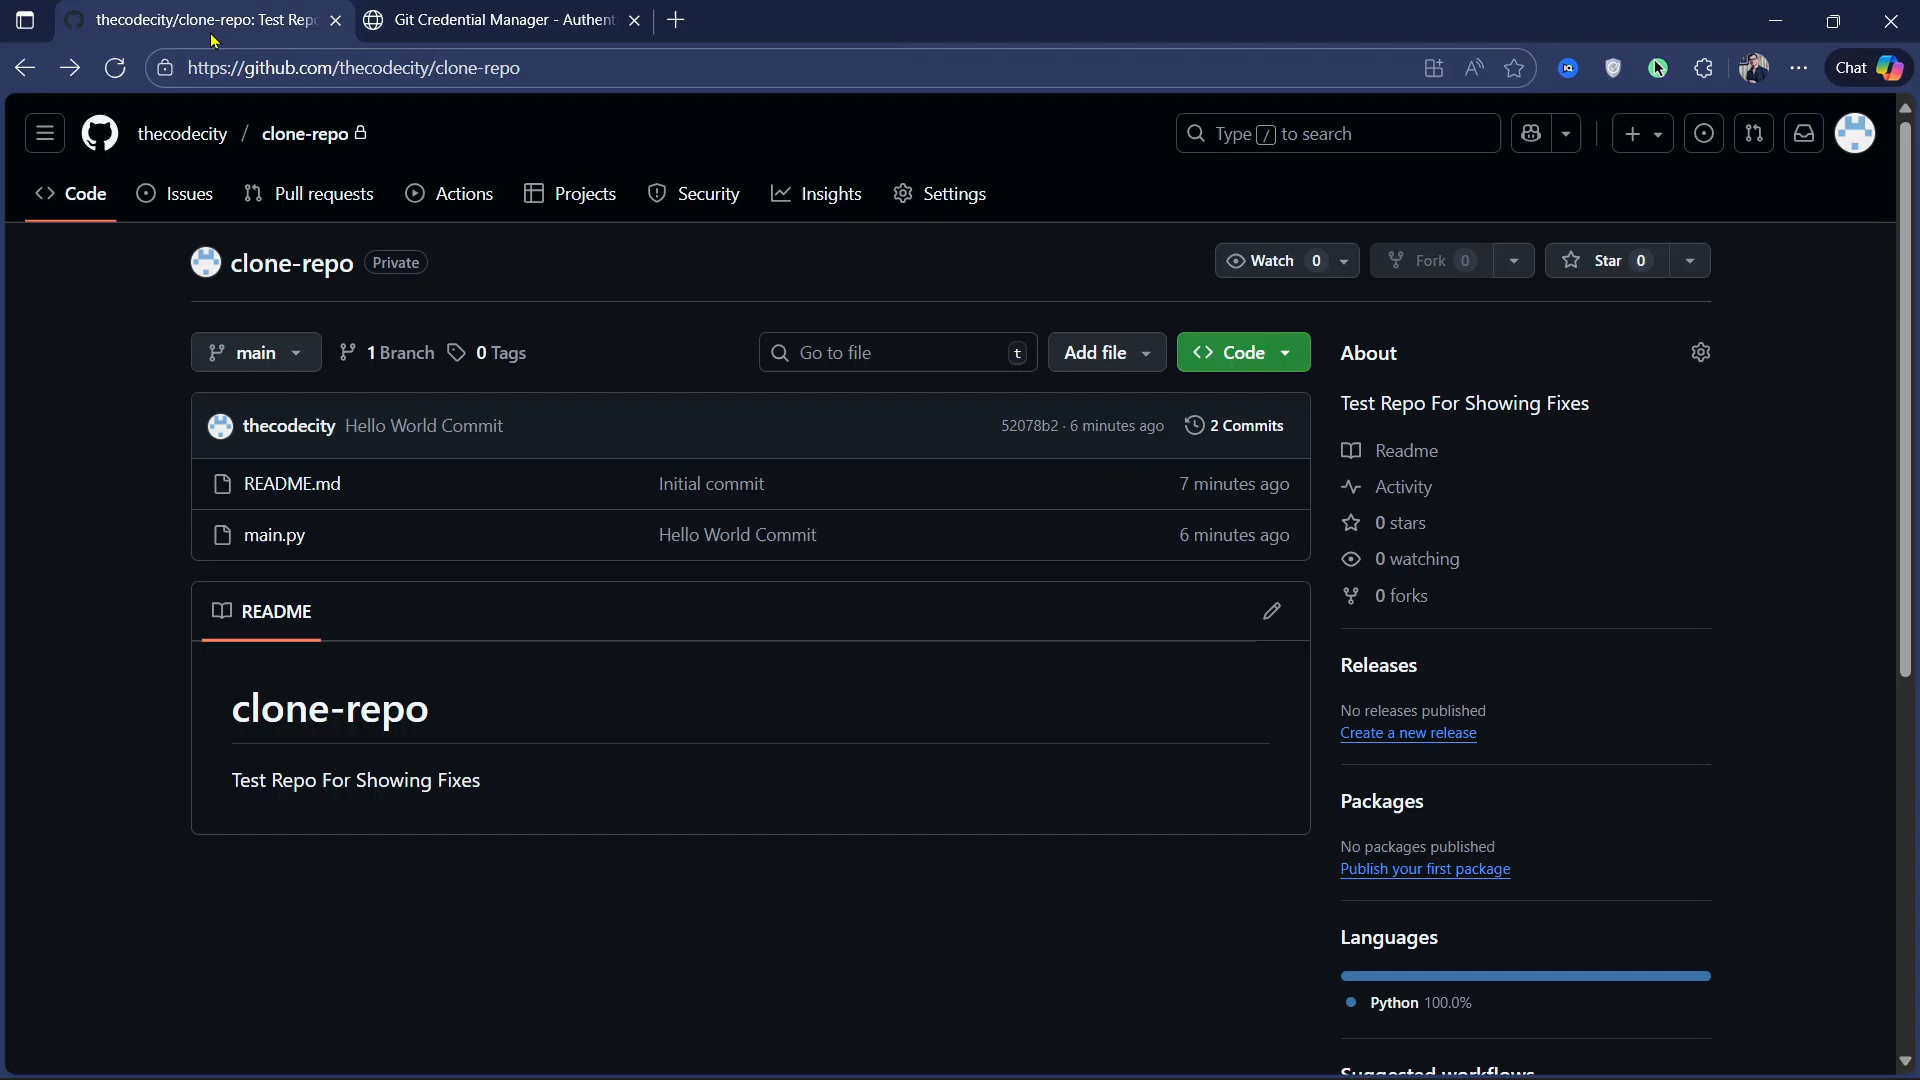 thecodecity/clone-repo: Test Rep
Git Credential Manager - Authent
https://github.com/thecodecity/clone-repo
Chat
thecodecity / clone-repo
Type / to search
Code
Issues
Pull requests
Actions
Projects
Security
Insights
Settings
clone-repo Private
Watch 0
Fork 0
Star 0
main
1 Branch
0 Tags
Go to file t
Add file
Code
About
Test Repo For Showing Fixes
thecodecity Hello World Commit 52078b2 · 6 minutes ago 2 Commits
README.md Initial commit 7 minutes ago
main.py Hello World Commit 6 minutes ago
Readme
Activity
0 stars
0 watching
0 forks
README
clone-repo
Test Repo For Showing Fixes
Releases
No releases published
Create a new release
Packages
No packages published
Publish your first package
Languages
Python 100.0%
Suggested workflows